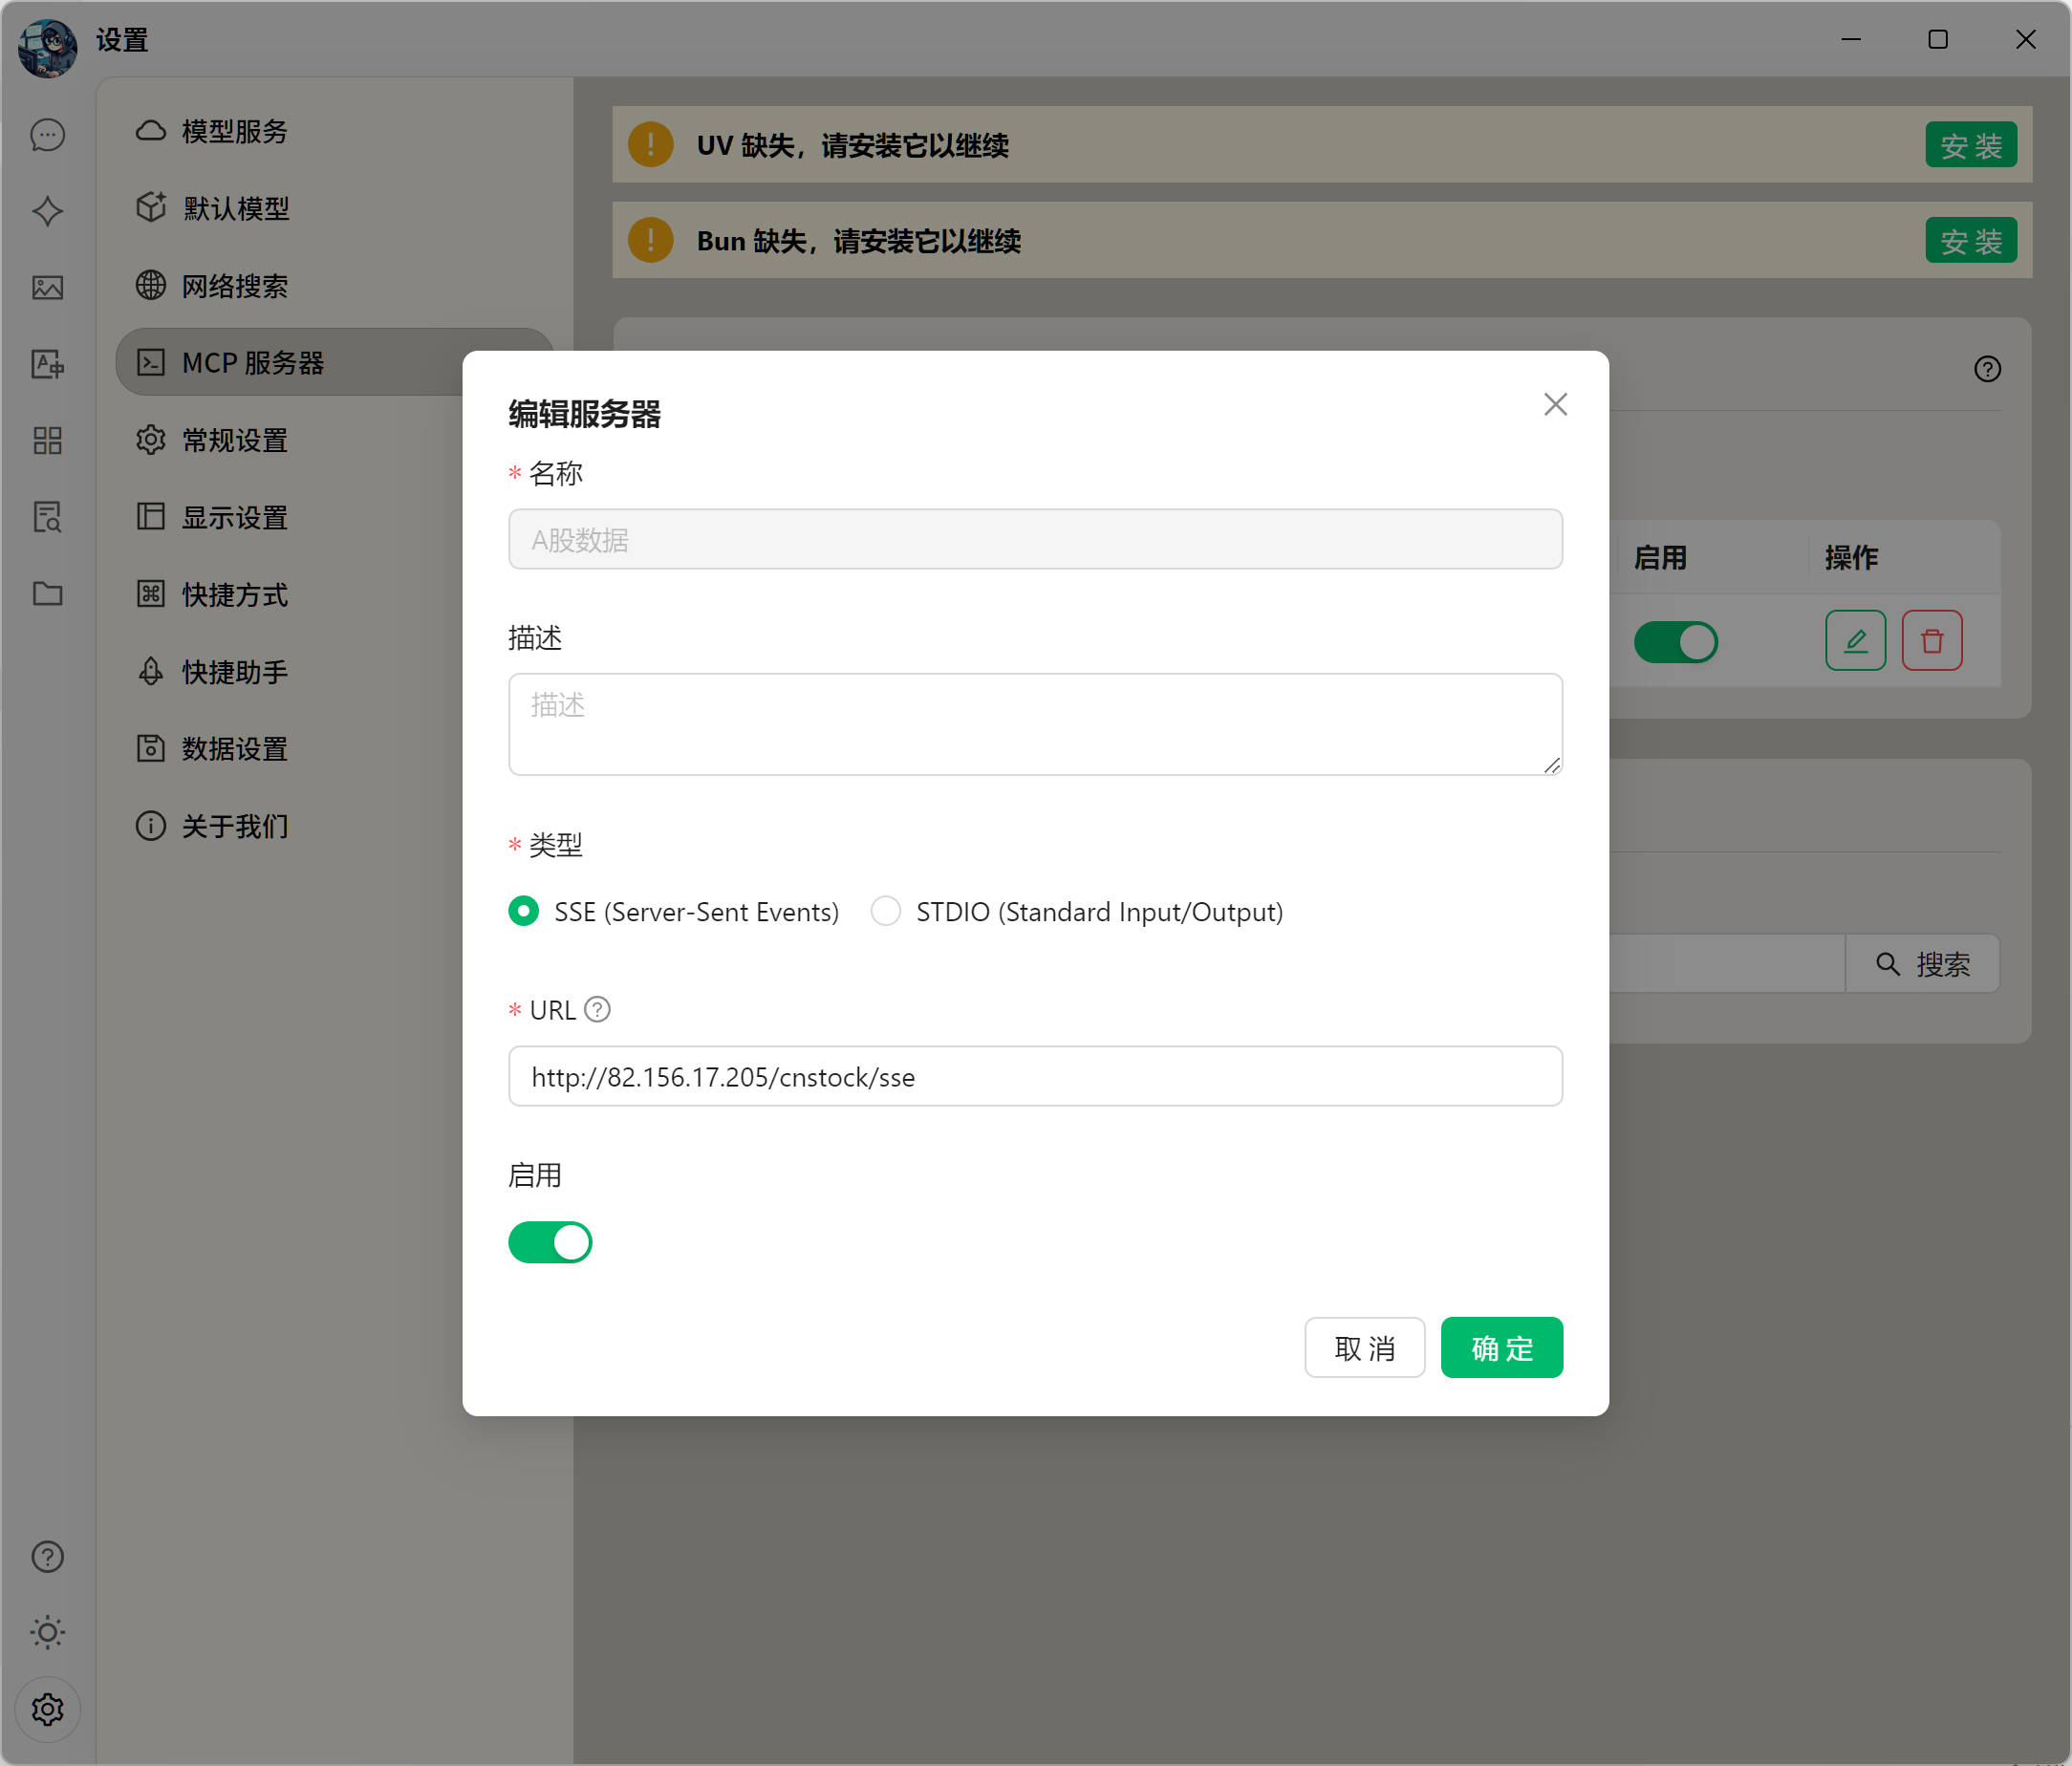 设置
模型服务
默认模型
网络搜索
MCP 服务器
常规设置
显示设置
快捷方式
快捷助手
数据设置
关于我们
UV 缺失，请安装它以继续
安 装
Bun 缺失，请安装它以继续
安 装
启用
操作
搜索
编辑服务器
* 名称
A股数据
描述
描述
* 类型
SSE (Server-Sent Events)
STDIO (Standard Input/Output)
* URL
http://82.156.17.205/cnstock/sse
启用
取 消
确 定